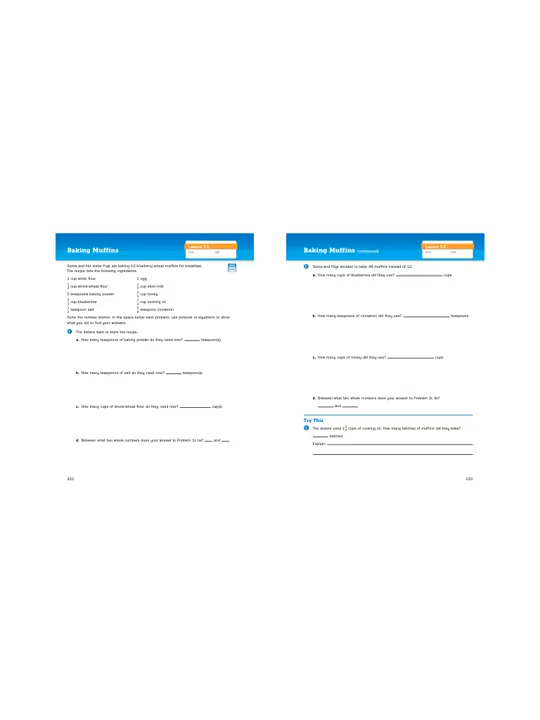 Baking Muffins
and her sister Puja are baking 12 blueberry wheat muffins for breakfast.
The recipe lists the following ingredients:
1 cup white flour
1 egg
cup whole-wheat flour
cup skim milk
teaspoons baking powder
cup honey
cup blueberries
cup cooking oil
teaspoon salt
teaspoon cinnamon
Solve the number stories. In the space below each problem, use pictures or equations to show
what you did to find your answers.
1 The sisters want to the recipe.
a. How many teaspoons of baking powder do they need now? teaspoon(s)
b. How many teaspoons of salt do they need now? teaspoon(s)
c. How many cups of whole-wheat flour do they need now? cup(s)
d. Between what two whole numbers does your answer to Problem 1c lie? and
Baking Muffins (continued)
2 and Puja decided to bake 48 muffins instead of 12.
a. How many cups of blueberries did they use? cups
b. How many teaspoons of cinnamon did they use? teaspoons
c. How many cups of honey did they use? cups
d. Between what two whole numbers does your answer to Problem 2c lie?
and
Try This
3 The sisters used cups of cooking oil. How many batches of muffins did they bake?
batches
Explain.